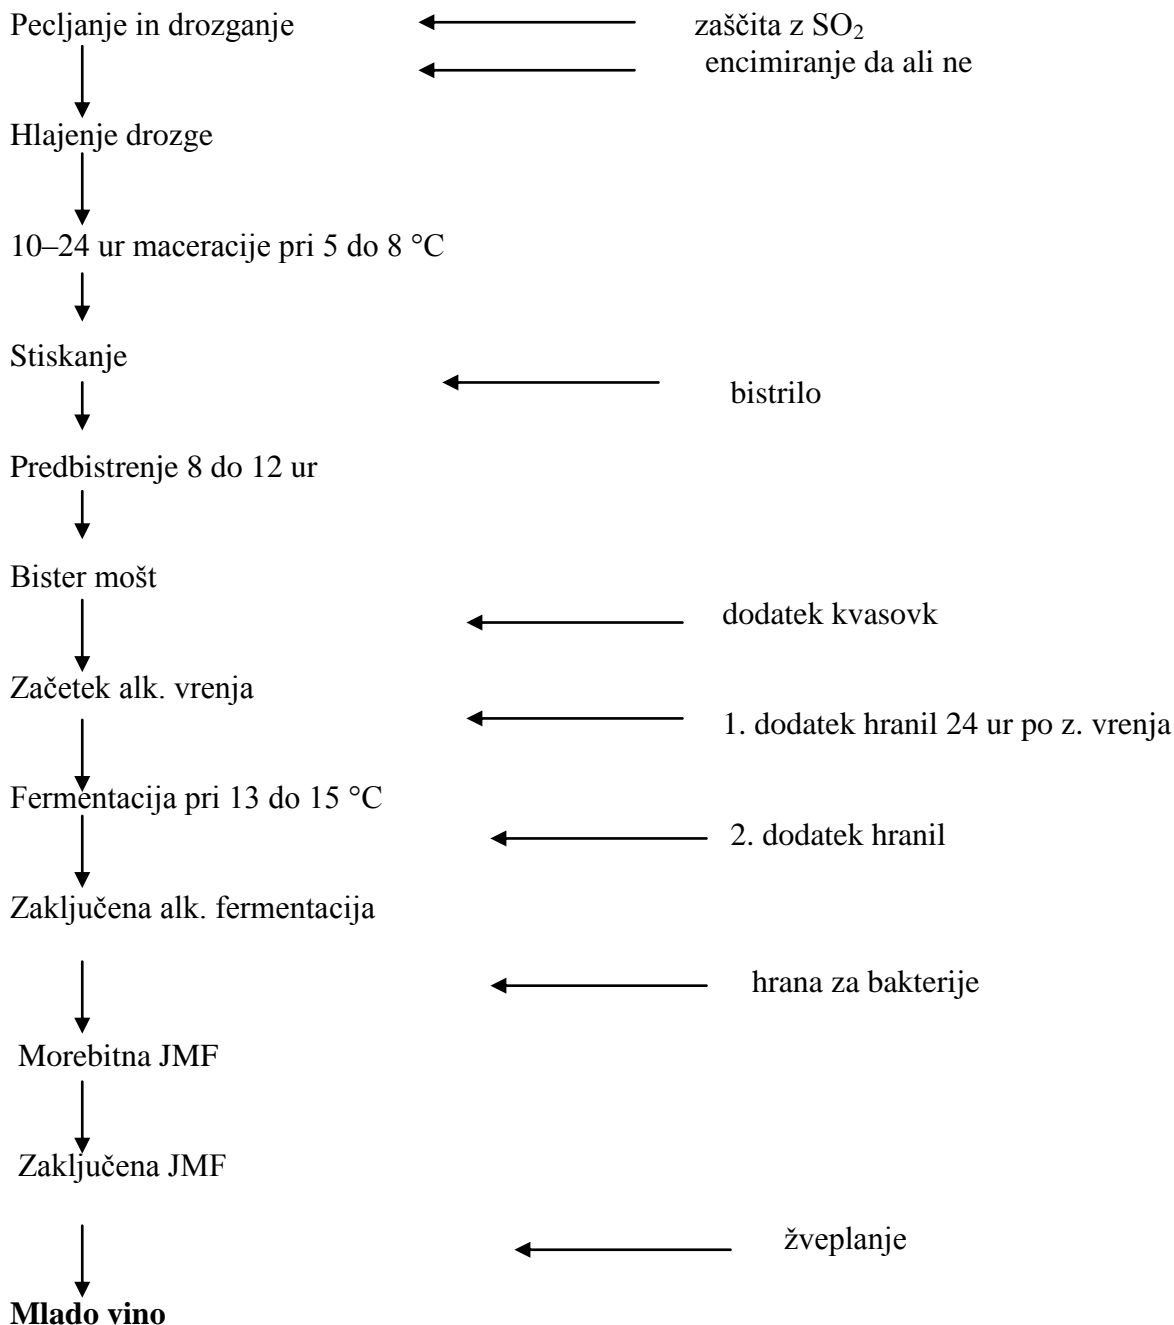 Pecljanje in drozganje
zaščita z SO₂
encimiranje da ali ne
Hlajenje drozge
10–24 ur maceracije pri 5 do 8 °C
Stiskanje
bistrilo
Predbistrenje 8 do 12 ur
Bister mošt
dodatek kvasovk
Začetek alk. vrenja
1. dodatek hranil 24 ur po z. vrenja
Fermentacija pri 13 do 15 °C
2. dodatek hranil
Zaključena alk. fermentacija
hrana za bakterije
Morebitna JMF
Zaključena JMF
žveplanje
Mlado vino